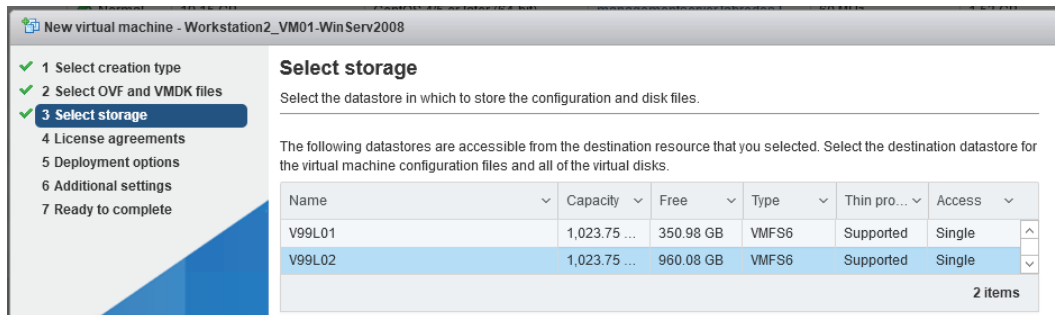 New virtual machine - Workstation2_VM01-WinServ2008
1 Select creation type
2 Select OVF and VMDK files
3 Select storage
4 License agreements
5 Deployment options
6 Additional settings
7 Ready to complete
Select storage
Select the datastore in which to store the configuration and disk files.
The following datastores are accessible from the destination resource that you selected. Select the destination datastore for
the virtual machine configuration files and all of the virtual disks.
Name Capacity Free Type Thin pro... Access
V99L01 1,023.75 ... 350.98 GB VMFS6 Supported Single
V99L02 1,023.75 ... 960.08 GB VMFS6 Supported Single
2 items